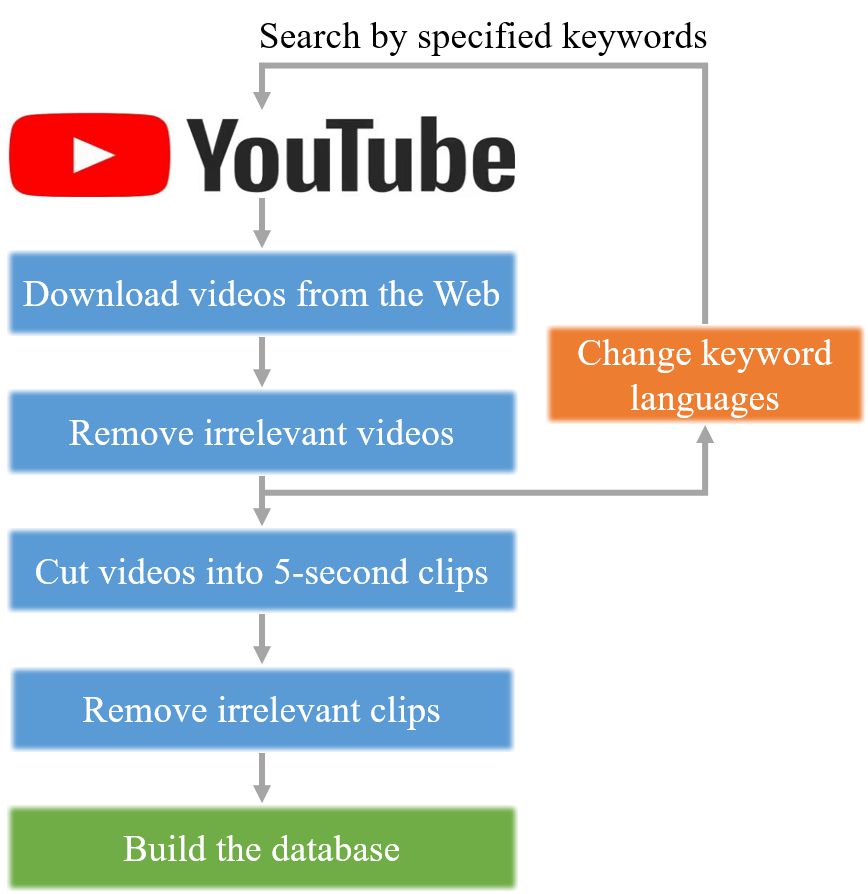 Search by specified keywords
YouTube
Download videos from the Web
Change keyword
languages
Remove irrelevant videos
Cut videos into 5-second clips
Remove irrelevant clips
Build the database